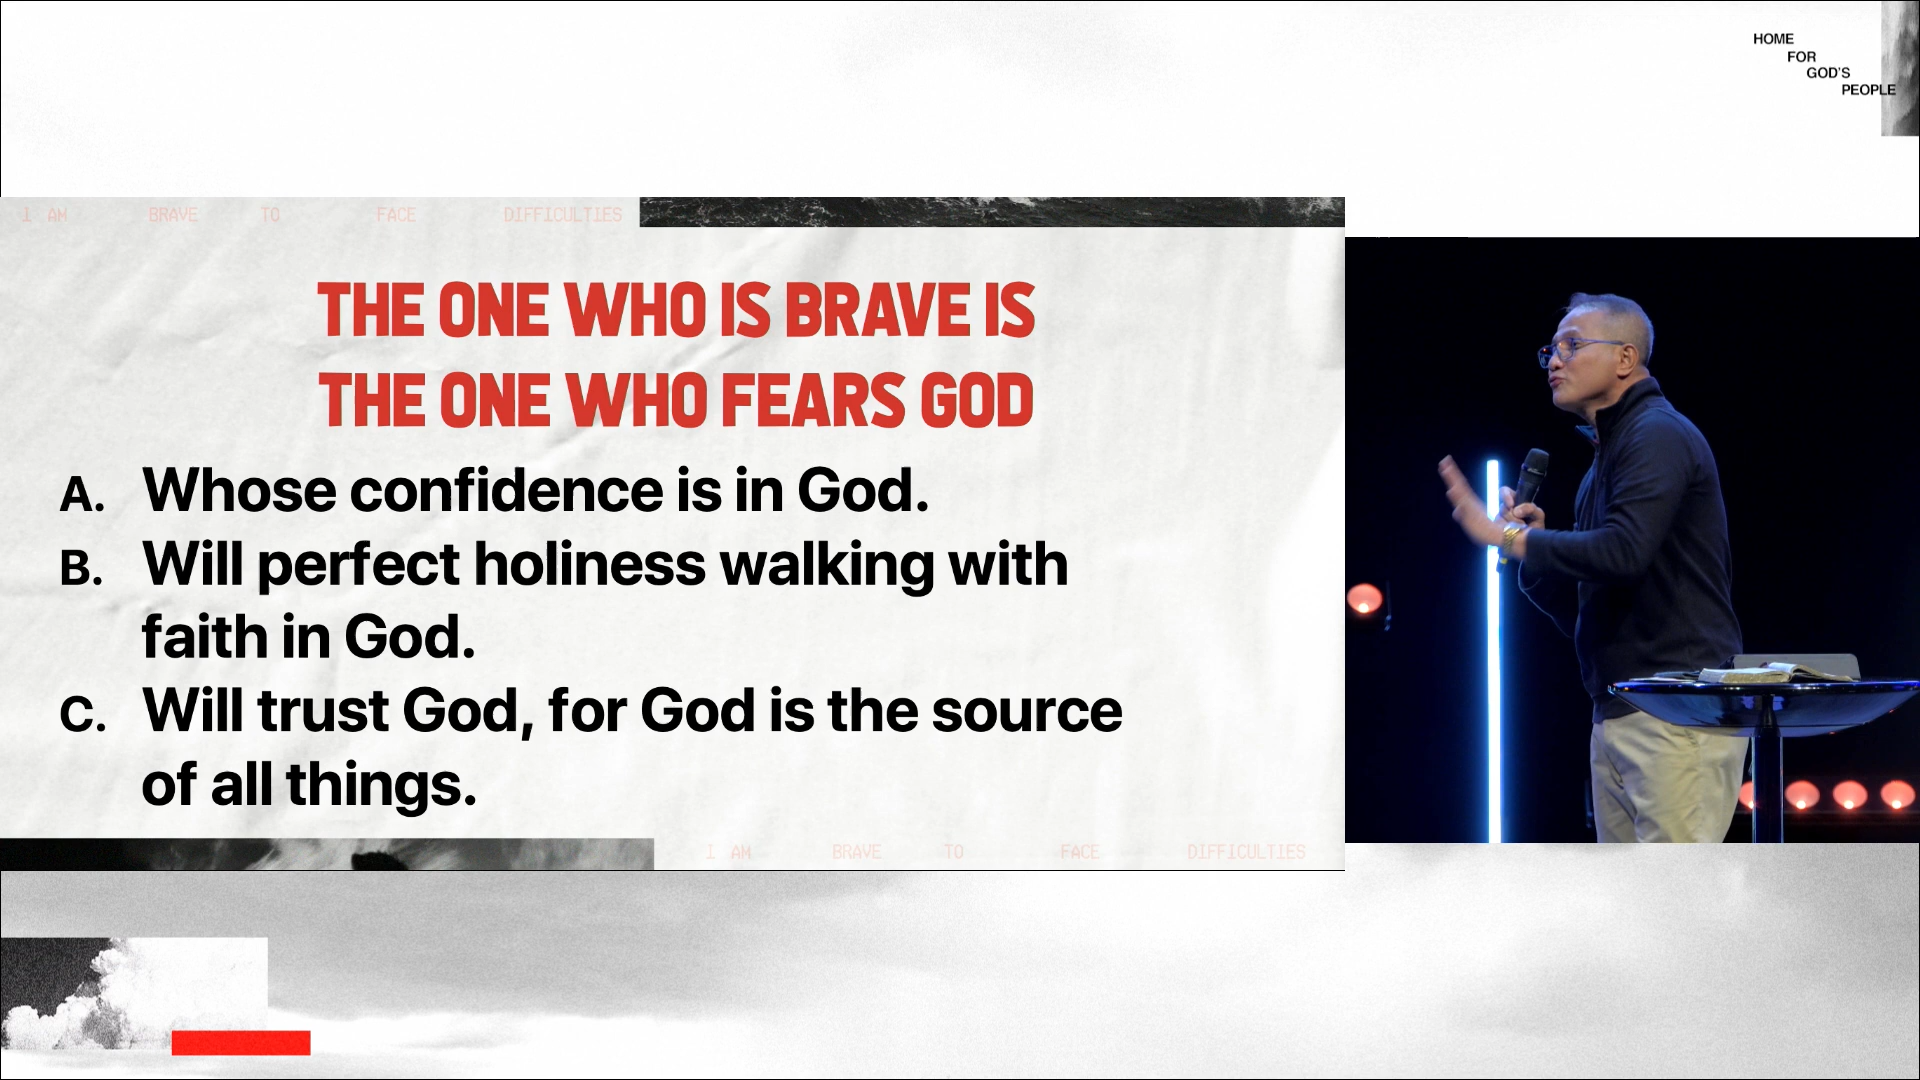 HOME
FOR
GOD'S
PEOPLE
I AM BRAVE TO FACE DIFFICULTIES
THE ONE WHO IS BRAVE IS
THE ONE WHO FEARS GOD
A. Whose confidence is in God.
B. Will perfect holiness walking with
faith in God.
C. Will trust God, for God is the source
of all things.
I AM BRAVE TO FACE DIFFICULTIES